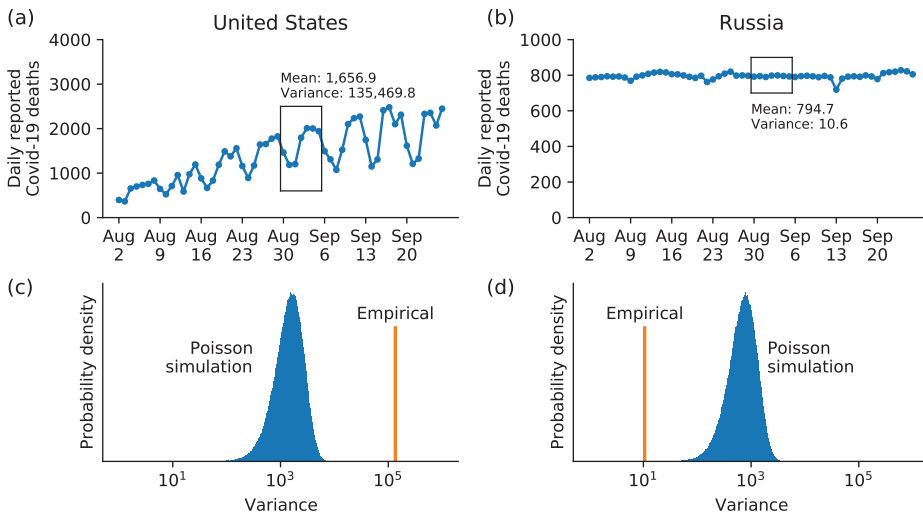 (a)
United States
Daily reported
Covid-19 deaths
4000
3000
2000
1000
0
Mean: 1,656.9
Variance: 135,469.8
Aug 2
Aug 9
Aug 16
Aug 23
Aug 30
Sep 6
Sep 13
Sep 20
(b)
Russia
Daily reported
Covid-19 deaths
1000
800
600
400
200
0
Mean: 794.7
Variance: 10.6
Aug 2
Aug 9
Aug 16
Aug 23
Aug 30
Sep 6
Sep 13
Sep 20
(c)
Probability density
Poisson
simulation
Empirical
10¹
10³
10⁵
Variance
(d)
Probability density
Empirical
Poisson
simulation
10¹
10³
10⁵
Variance